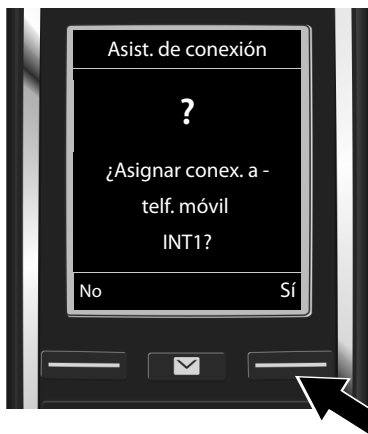 Asist. de conexión
?
¿Asignar conex. a -
telf. móvil
INT1?
No Sí